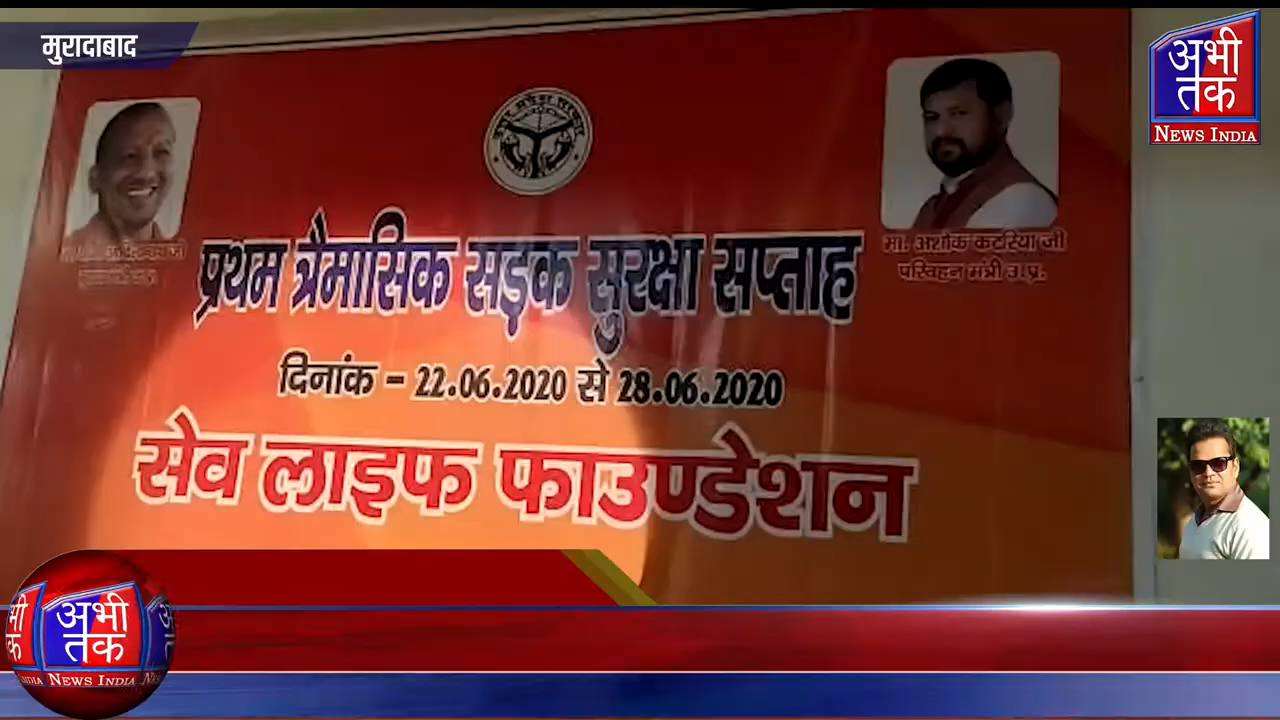 मुरादाबाद
अभी
तक
NEWS INDIA
मा. अशोक कटारिया जी
परिवहन मंत्री उ.प्र.
प्रथम त्रैमासिक सड़क सुरक्षा सप्ताह
दिनांक - 22.06.2020 से 28.06.2020
सेव लाइफ फाउण्डेशन
अभी
तक
NEWS INDIA